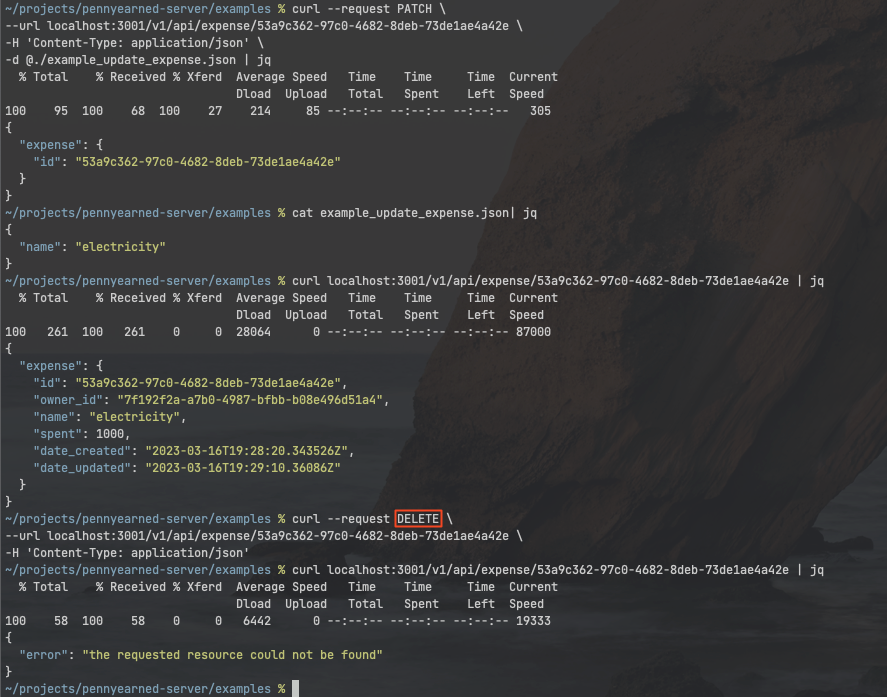 ~/projects/pennyearned-server/examples % curl --request PATCH \
--url localhost:3001/v1/api/expense/53a9c362-97c0-4682-8deb-73de1ae4a42e \
-H 'Content-Type: application/json' \
-d @./example_update_expense.json | jq
  % Total    % Received % Xferd  Average Speed   Time    Time     Time  Current
                                 Dload  Upload   Total   Spent    Left  Speed
100    95  100    68  100    27    214     85 --:--:-- --:--:-- --:--:--   305
{
  "expense": {
    "id": "53a9c362-97c0-4682-8deb-73de1ae4a42e"
  }
}
~/projects/pennyearned-server/examples % cat example_update_expense.json| jq
{
  "name": "electricity"
}
~/projects/pennyearned-server/examples % curl localhost:3001/v1/api/expense/53a9c362-97c0-4682-8deb-73de1ae4a42e | jq
  % Total    % Received % Xferd  Average Speed   Time    Time     Time  Current
                                 Dload  Upload   Total   Spent    Left  Speed
100   261  100   261    0     0  28064      0 --:--:-- --:--:-- --:--:-- 87000
{
  "expense": {
    "id": "53a9c362-97c0-4682-8deb-73de1ae4a42e",
    "owner_id": "7f192f2a-a7b0-4987-bfbb-b08e496d51a4",
    "name": "electricity",
    "spent": 1000,
    "date_created": "2023-03-16T19:28:20.343526Z",
    "date_updated": "2023-03-16T19:29:10.36086Z"
  }
}
~/projects/pennyearned-server/examples % curl --request DELETE \
--url localhost:3001/v1/api/expense/53a9c362-97c0-4682-8deb-73de1ae4a42e \
-H 'Content-Type: application/json'
~/projects/pennyearned-server/examples % curl localhost:3001/v1/api/expense/53a9c362-97c0-4682-8deb-73de1ae4a42e | jq
  % Total    % Received % Xferd  Average Speed   Time    Time     Time  Current
                                 Dload  Upload   Total   Spent    Left  Speed
100    58  100    58    0     0   6442      0 --:--:-- --:--:-- --:--:-- 19333
{
  "error": "the requested resource could not be found"
}
~/projects/pennyearned-server/examples %